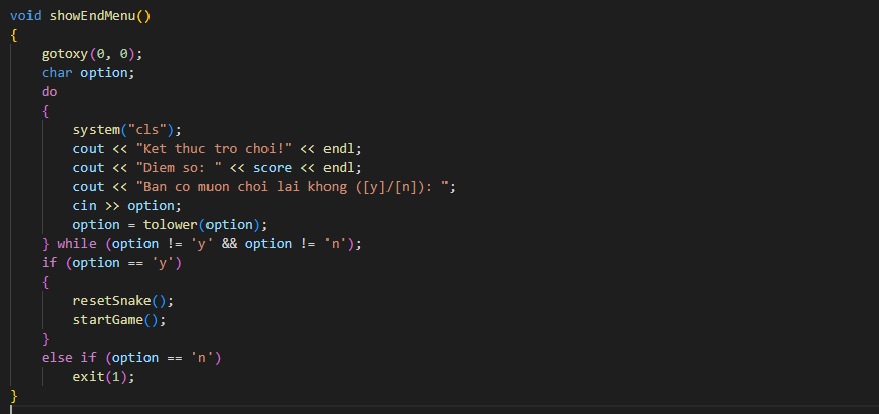 void showEndMenu()
{
    gotoxy(0, 0);
    char option;
    do
    {
        system("cls");
        cout << "Ket thuc tro choi!" << endl;
        cout << "Diem so: " << score << endl;
        cout << "Ban co muon choi lai khong ([y]/[n]): ";
        cin >> option;
        option = tolower(option);
    } while (option != 'y' && option != 'n');
    if (option == 'y')
    {
        resetSnake();
        startGame();
    }
    else if (option == 'n')
        exit(1);
}